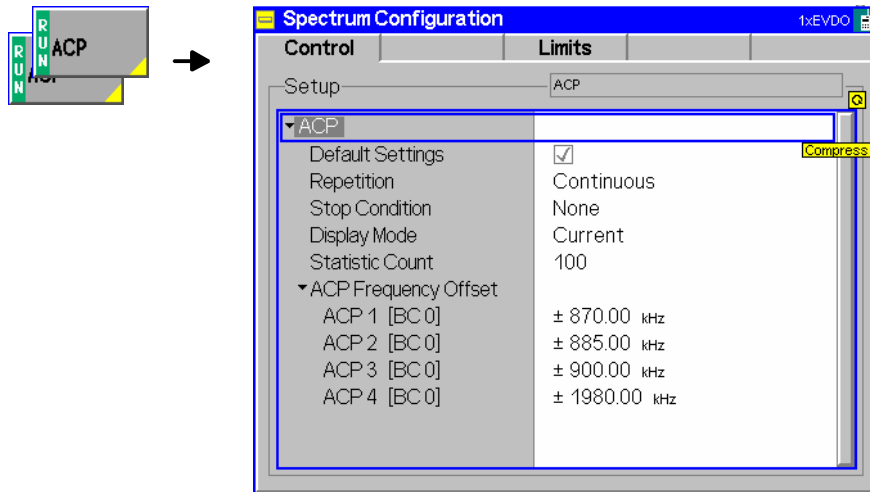 RUN
ACP
RUN
Spectrum Configuration 1xEVDO
Control Limits
Setup ACP
ACP
Compress
Default Settings
Repetition Continuous
Stop Condition None
Display Mode Current
Statistic Count 100
ACP Frequency Offset
ACP 1 [BC 0] ± 870.00 kHz
ACP 2 [BC 0] ± 885.00 kHz
ACP 3 [BC 0] ± 900.00 kHz
ACP 4 [BC 0] ± 1980.00 kHz